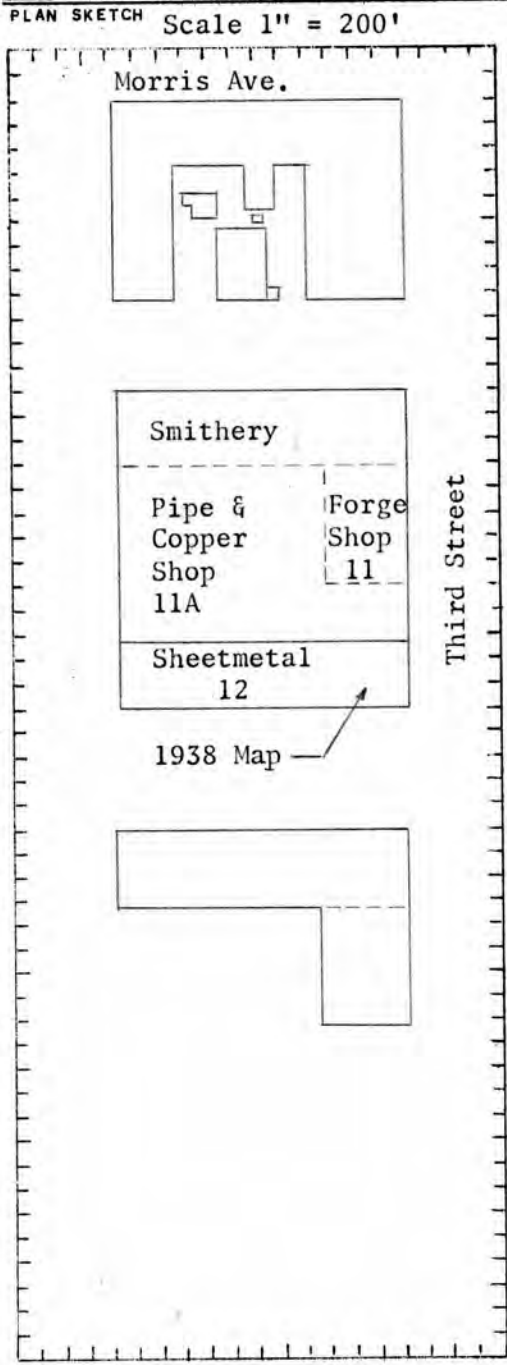 PLAN SKETCH Scale 1" = 200'
Morris Ave.
Smithery
Pipe &
Copper
Shop
11A
Forge
Shop
11
Third Street
Sheetmetal
12
1938 Map